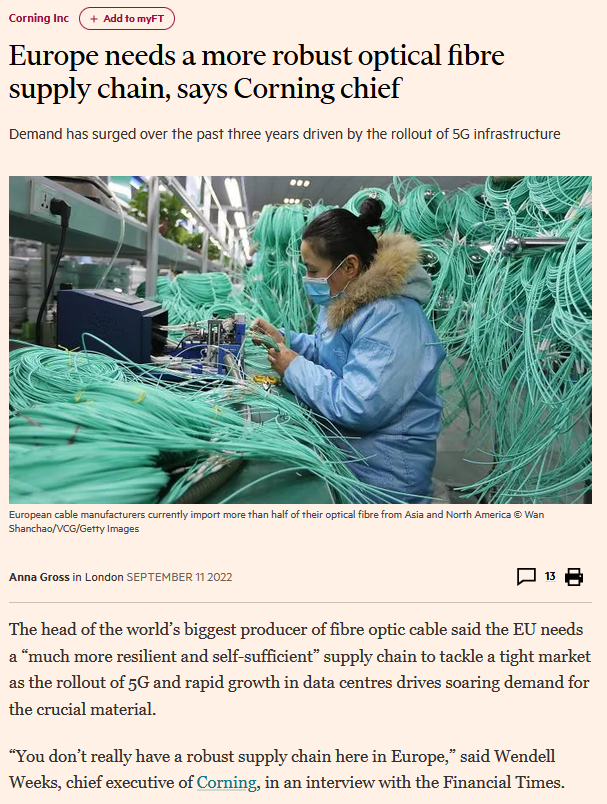 Corning Inc + Add to myFT
Europe needs a more robust optical fibre
supply chain, says Corning chief
Demand has surged over the past three years driven by the rollout of 5G infrastructure
European cable manufacturers currently import more than half of their optical fibre from Asia and North America © Wan
Shanchao/VCG/Getty Images
Anna Gross in London SEPTEMBER 11 2022
13
The head of the world’s biggest producer of fibre optic cable said the EU needs
a “much more resilient and self-sufficient” supply chain to tackle a tight market
as the rollout of 5G and rapid growth in data centres drives soaring demand for
the crucial material.
“You don’t really have a robust supply chain here in Europe,” said Wendell
Weeks, chief executive of Corning, in an interview with the Financial Times.